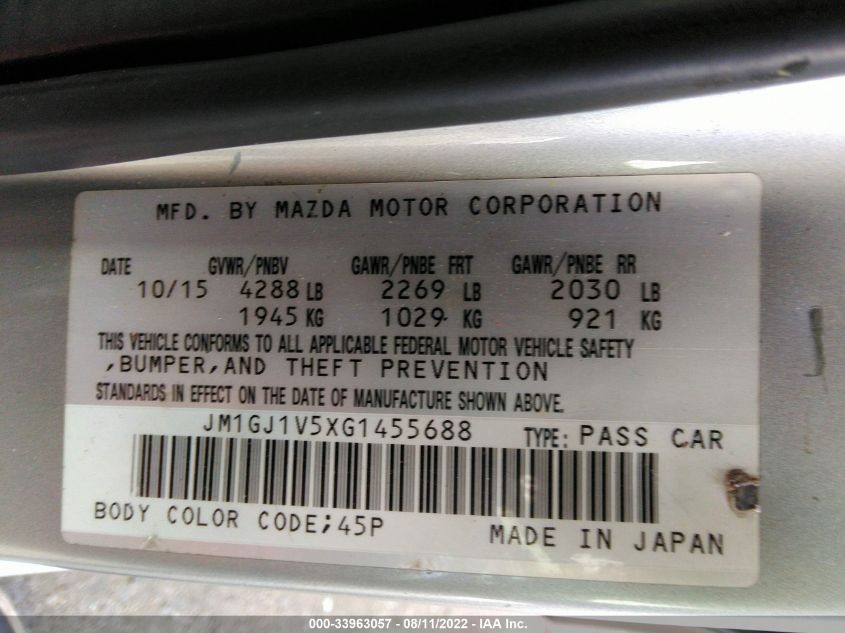 MFD. BY MAZDA MOTOR CORPORATION
DATE GVWR/PNBV GAWR/PNBE FRT GAWR/PNBE RR
10/15 4288 LB 2269 LB 2030 LB
1945 KG 1029 KG 921 KG
THIS VEHICLE CONFORMS TO ALL APPLICABLE FEDERAL MOTOR VEHICLE SAFETY
,BUMPER,AND THEFT PREVENTION
STANDARDS IN EFFECT ON THE DATE OF MANUFACTURE SHOWN ABOVE.
JM1GJ1V5XG1455688 TYPE: PASS CAR
BODY COLOR CODE;45P MADE IN JAPAN
000-33963057 - 08/11/2022 - IAA Inc.